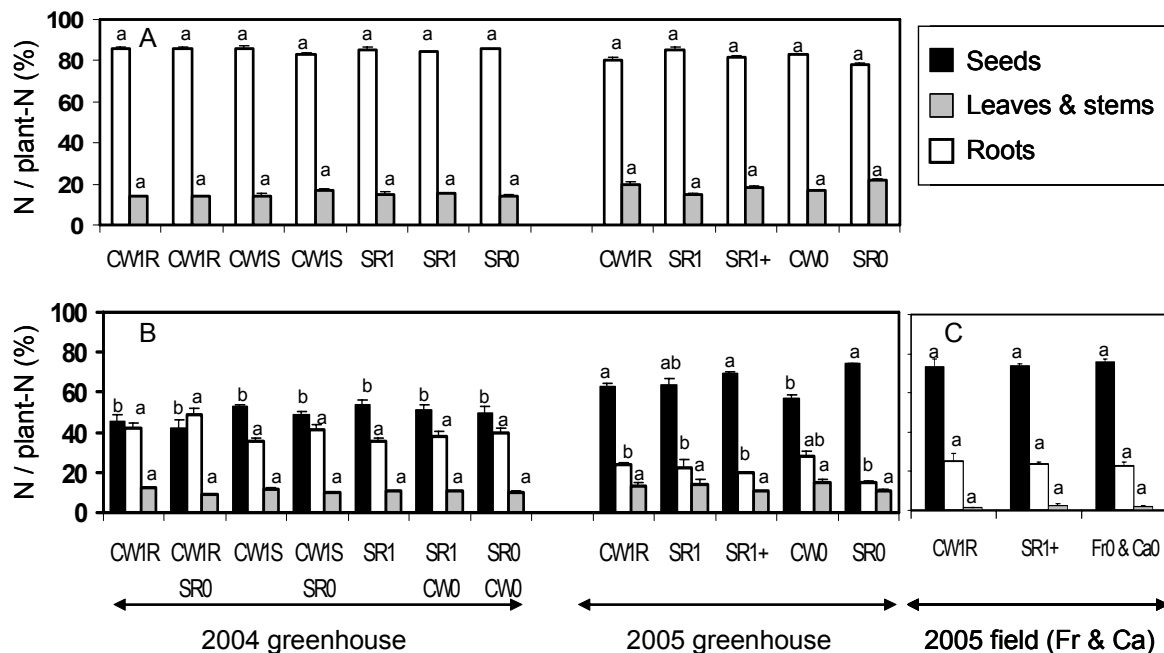 100
80
60
40
20
0
N / plant-N (%)
A
a a a a a a a a a a a a
a a a a a a a a a a a a
CW1R CW1R CW1S CW1S SR1 SR1 SR0 CW1R SR1 SR1+ CW0 SR0
Seeds
Leaves & stems
Roots
100
80
60
40
20
0
N / plant-N (%)
B
b a a b a a b a a b a a b a a b a a b a a
a b a ab b a a b a b ab a a b a
CW1R CW1R CW1S CW1S SR1 SR1 SR0 CW1R SR1 SR1+ CW0 SR0
SR0 SR0 CW0 CW0
C
a a a
a a a
a a a
CW1R SR1+ Fr0 & Ca0
2004 greenhouse 2005 greenhouse 2005 field (Fr & Ca)